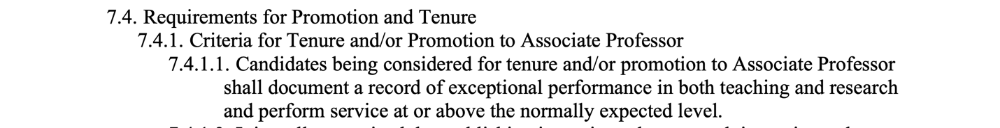 7.4. Requirements for Promotion and Tenure
7.4.1. Criteria for Tenure and/or Promotion to Associate Professor
7.4.1.1. Candidates being considered for tenure and/or promotion to Associate Professor
shall document a record of exceptional performance in both teaching and research
and perform service at or above the normally expected level.